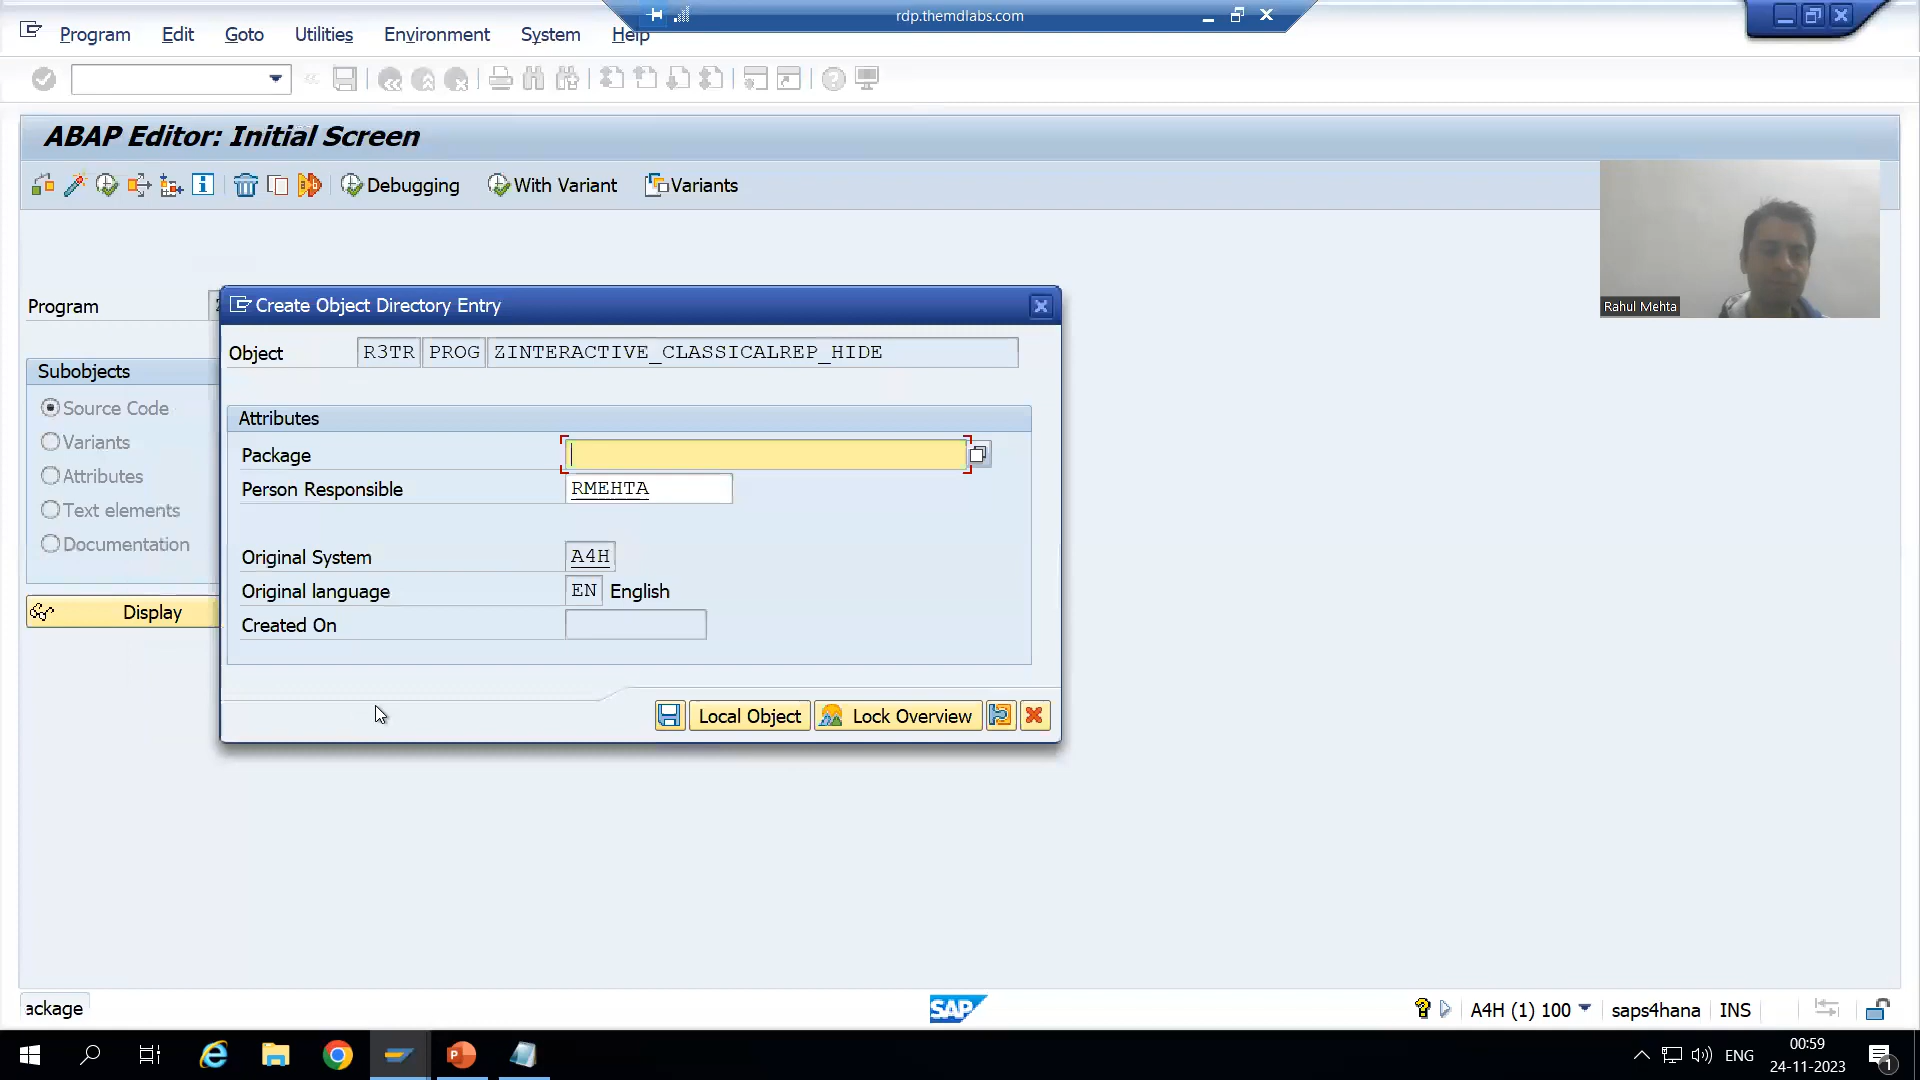 rdp.themdlabs.com
Program Edit Goto Utilities Environment System Help
ABAP Editor: Initial Screen
Debugging With Variant Variants
Rahul Mehta
Program
Create Object Directory Entry
Object R3TR PROG ZINTERACTIVE_CLASSICALREP_HIDE
Subobjects
Source Code
Variants
Attributes
Text elements
Documentation
Display
Attributes
Package
Person Responsible RMEHTA
Original System A4H
Original language EN English
Created On
Local Object Lock Overview
ackage
SAP
A4H (1) 100 saps4hana INS
ENG
00:59
24-11-2023
1